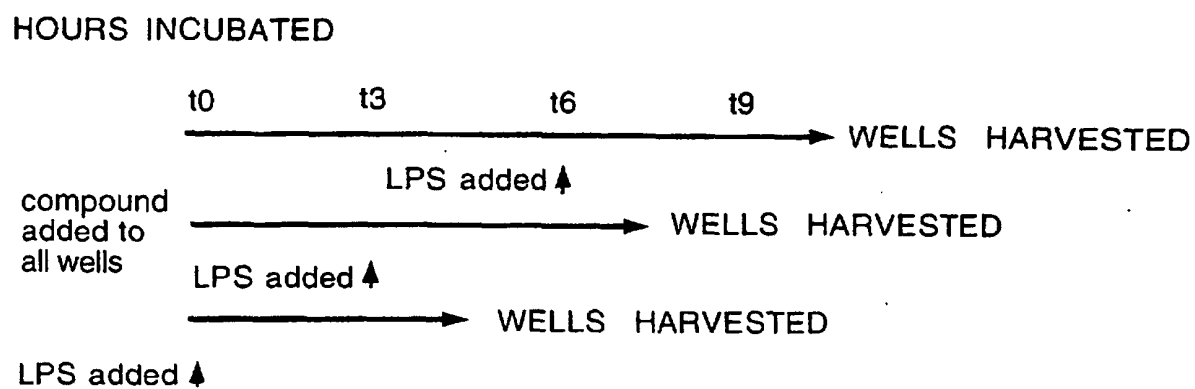 HOURS INCUBATED
t0 t3 t6 t9
WELLS HARVESTED
LPS added
compound
added to
all wells
WELLS HARVESTED
LPS added
WELLS HARVESTED
LPS added